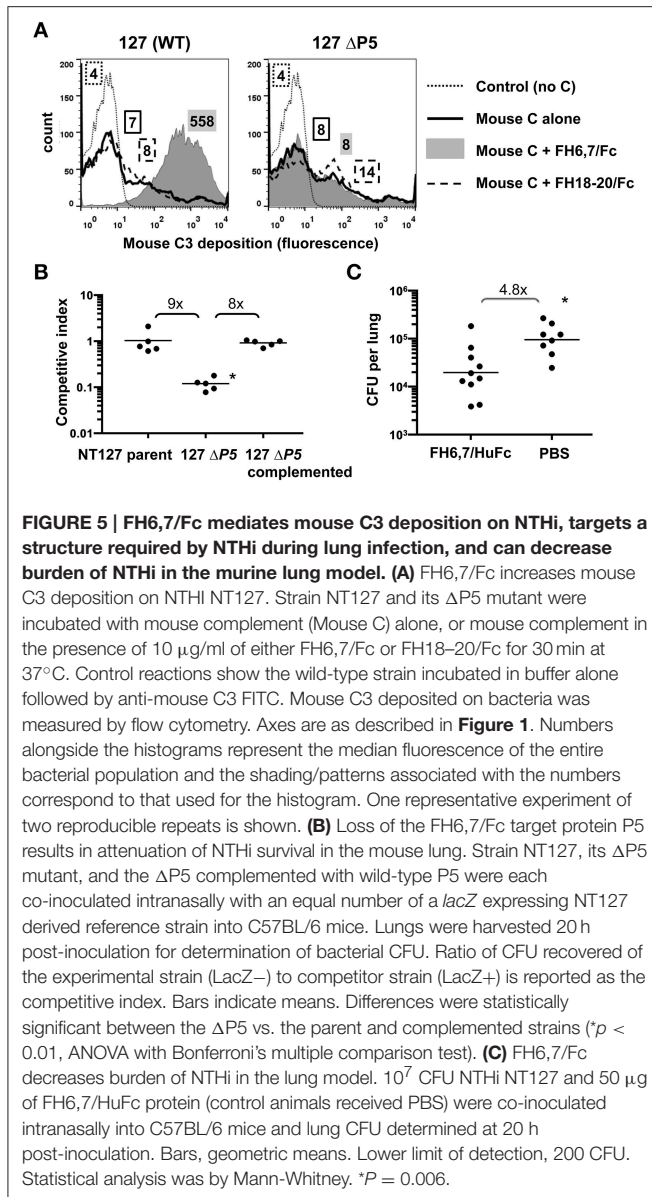 A
127 (WT)
127 ΔP5
200
150
100
50
0
count
4
7
8
558
10⁰ 10¹ 10² 10³ 10⁴
200
150
100
50
0
4
8
8
14
10⁰ 10¹ 10² 10³ 10⁴
Mouse C3 deposition (fluorescence)
Control (no C)
Mouse C alone
Mouse C + FH6,7/Fc
Mouse C + FH18-20/Fc
B
Competitive index
10
1
0.1
0.01
9x
8x
*
NT127 parent
127 ΔP5
127 ΔP5
complemented
C
CFU per lung
10⁶
10⁵
10⁴
10³
4.8x
*
FH6,7/HuFc
PBS
FIGURE 5 | FH6,7/Fc mediates mouse C3 deposition on NTHi, targets a
structure required by NTHi during lung infection, and can decrease
burden of NTHi in the murine lung model. (A) FH6,7/Fc increases mouse
C3 deposition on NTHI NT127. Strain NT127 and its ΔP5 mutant were
incubated with mouse complement (Mouse C) alone, or mouse complement in
the presence of 10 μg/ml of either FH6,7/Fc or FH18–20/Fc for 30 min at
37°C. Control reactions show the wild-type strain incubated in buffer alone
followed by anti-mouse C3 FITC. Mouse C3 deposited on bacteria was
measured by flow cytometry. Axes are as described in Figure 1. Numbers
alongside the histograms represent the median fluorescence of the entire
bacterial population and the shading/patterns associated with the numbers
correspond to that used for the histogram. One representative experiment of
two reproducible repeats is shown. (B) Loss of the FH6,7/Fc target protein P5
results in attenuation of NTHi survival in the mouse lung. Strain NT127, its ΔP5
mutant, and the ΔP5 complemented with wild-type P5 were each
co-inoculated intranasally with an equal number of a lacZ expressing NT127
derived reference strain into C57BL/6 mice. Lungs were harvested 20 h
post-inoculation for determination of bacterial CFU. Ratio of CFU recovered of
the experimental strain (LacZ−) to competitor strain (LacZ+) is reported as the
competitive index. Bars indicate means. Differences were statistically
significant between the ΔP5 vs. the parent and complemented strains (*p <
0.01, ANOVA with Bonferroni's multiple comparison test). (C) FH6,7/Fc
decreases burden of NTHi in the lung model. 10⁷ CFU NTHi NT127 and 50 μg
of FH6,7/HuFc protein (control animals received PBS) were co-inoculated
intranasally into C57BL/6 mice and lung CFU determined at 20 h
post-inoculation. Bars, geometric means. Lower limit of detection, 200 CFU.
Statistical analysis was by Mann-Whitney. *P = 0.006.